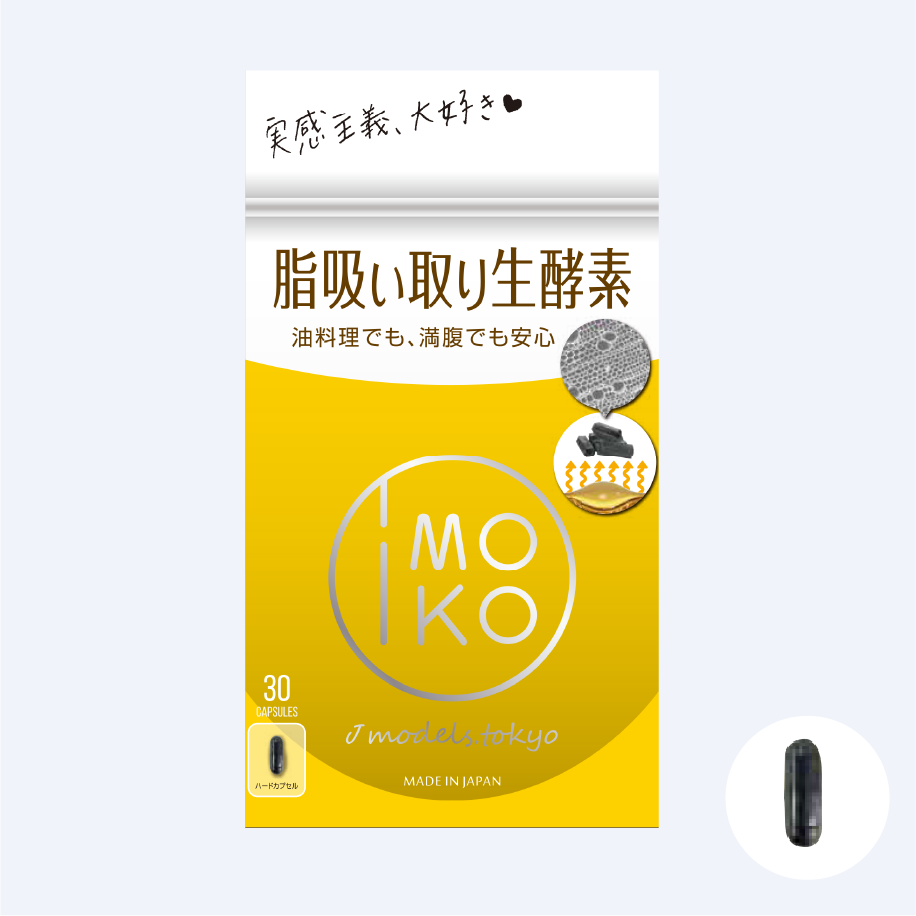 実感主義、大好き♥
脂吸い取り生酵素
油料理でも、満腹でも安心
I MO
KO
30
CAPSULES
ハードカプセル
J models.tokyo
MADE IN JAPAN